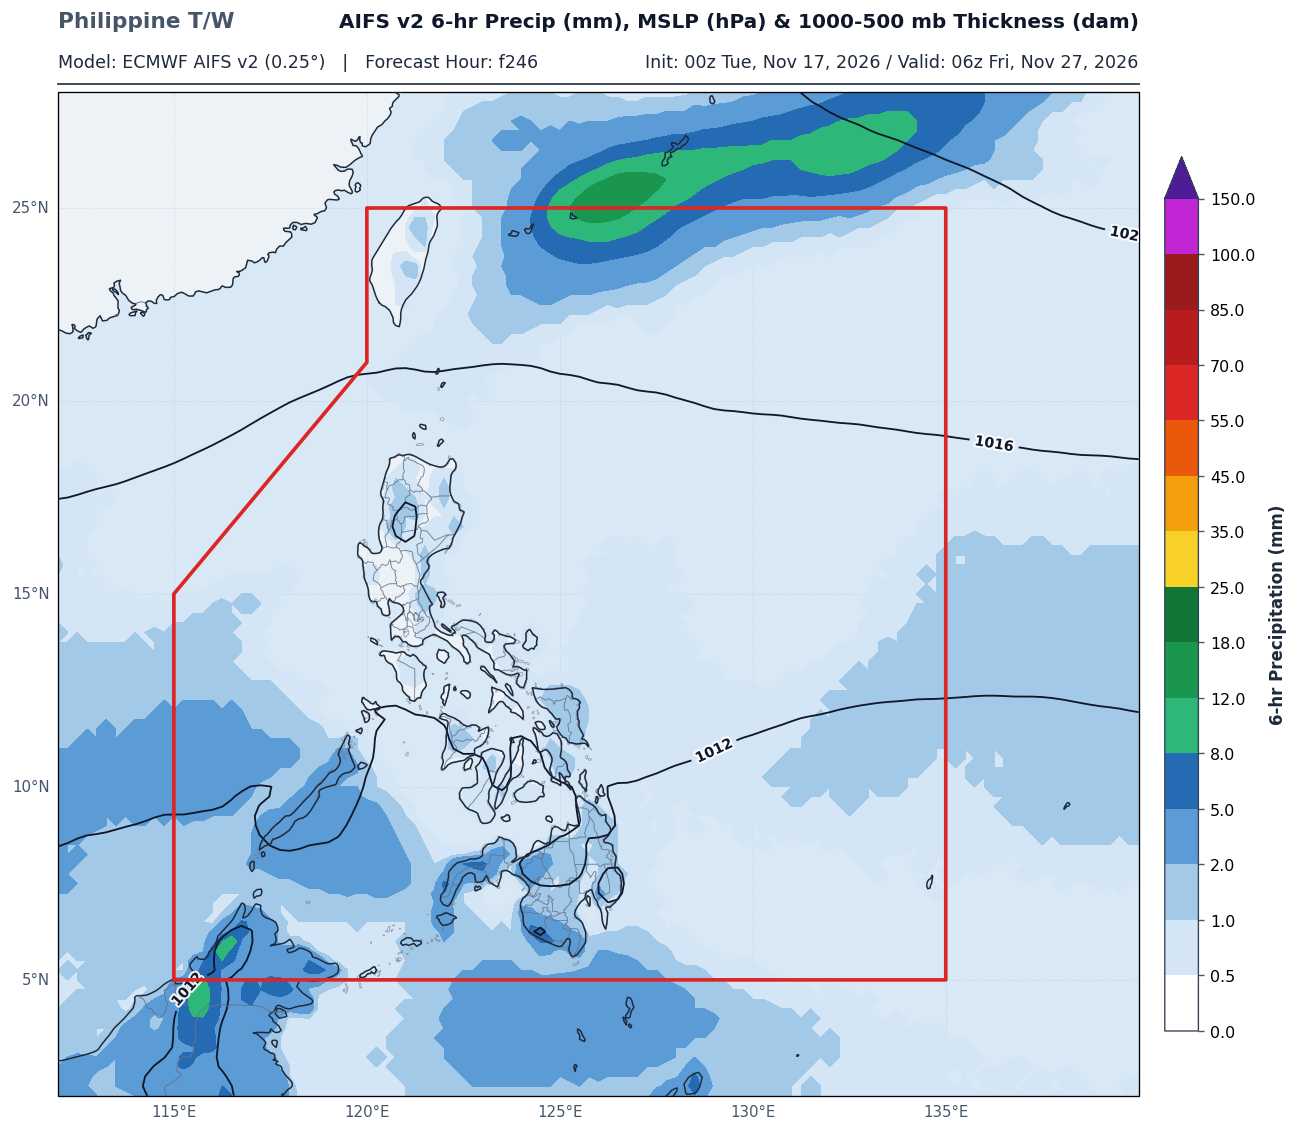 Philippine T/W
AIFS v2 6-hr Precip (mm), MSLP (hPa) & 1000-500 mb Thickness (dam)
Model: ECMWF AIFS v2 (0.25°) | Forecast Hour: f246
Init: 00z Tue, Nov 17, 2026 / Valid: 06z Fri, Nov 27, 2026
25°N
20°N
15°N
10°N
5°N
115°E
120°E
125°E
130°E
135°E
102
1016
1012
1012
150.0
100.0
85.0
70.0
55.0
45.0
35.0
25.0
18.0
12.0
8.0
5.0
2.0
1.0
0.5
0.0
6-hr Precipitation (mm)